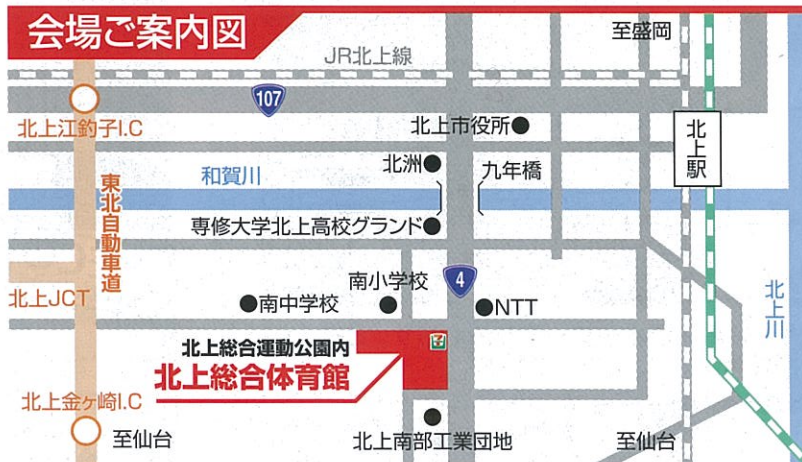 会場ご案内図
至盛岡
JR北上線
107
北上江釣子I.C
北上市役所
北上駅
北洲
九年橋
和賀川
東北自動車道
専修大学北上高校グランド
北上JCT
南小学校
4
南中学校
NTT
北上川
北上総合運動公園内
北上総合体育館
7
北上金ヶ崎I.C
至仙台
北上南部工業団地
至仙台